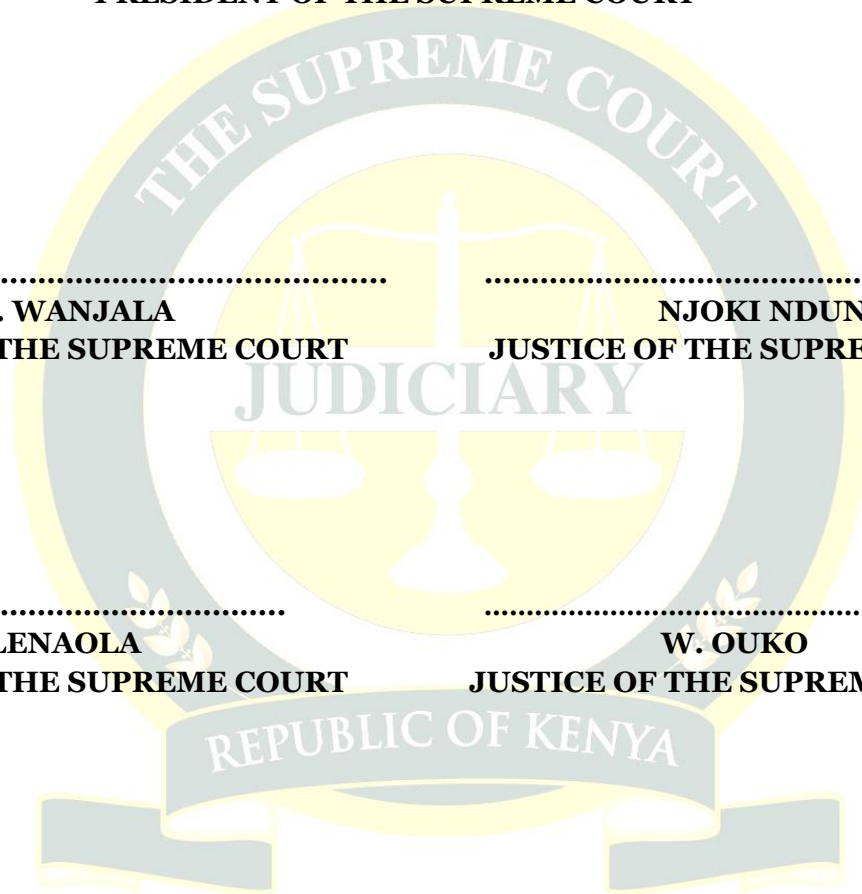 PRESIDENT OF THE SUPREME COURT
THE SUPREME COURT
. WANJALA NJOKI NDUN
THE SUPREME COURT JUSTICE OF THE SUPRE
JUDICIARY
LENAOLA W. OUKO
THE SUPREME COURT JUSTICE OF THE SUPREM
REPUBLIC OF KENYA